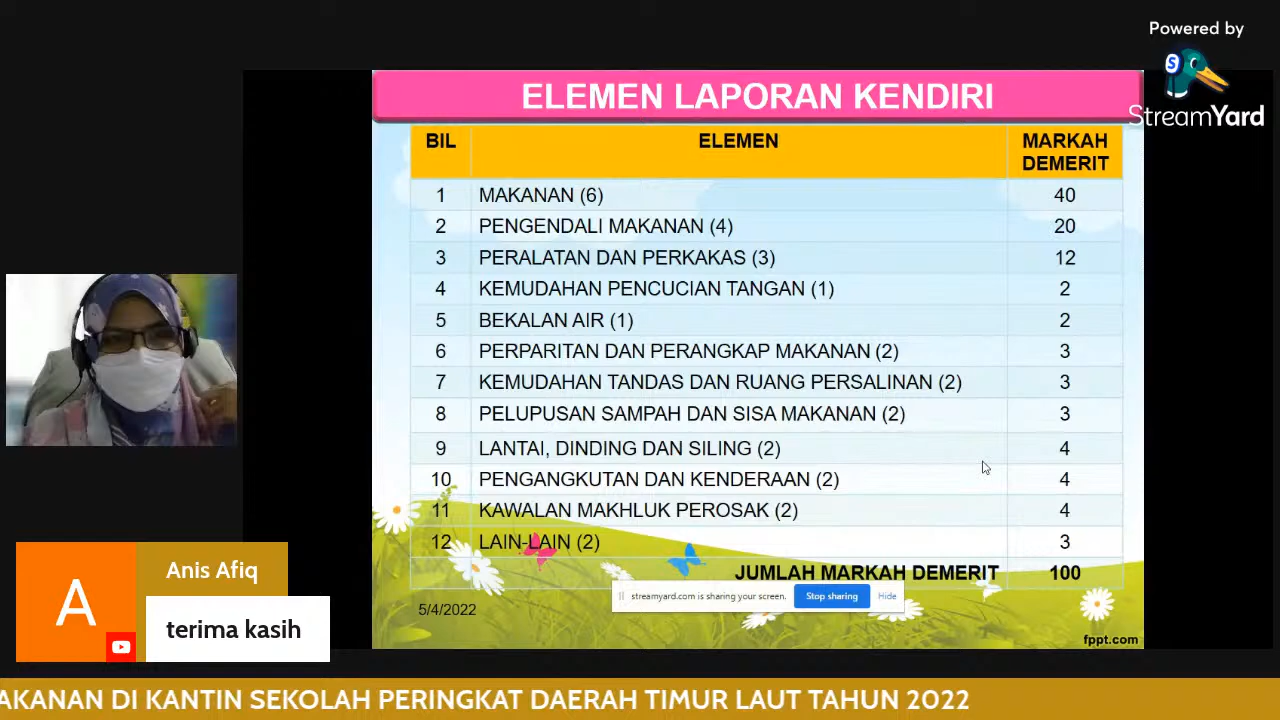 Powered by
S
StreamYard
ELEMEN LAPORAN KENDIRI
BIL ELEMEN MARKAH DEMERIT
1 MAKANAN (6) 40
2 PENGENDALI MAKANAN (4) 20
3 PERALATAN DAN PERKAKAS (3) 12
4 KEMUDAHAN PENCUCIAN TANGAN (1) 2
5 BEKALAN AIR (1) 2
6 PERPARITAN DAN PERANGKAP MAKANAN (2) 3
7 KEMUDAHAN TANDAS DAN RUANG PERSALINAN (2) 3
8 PELUPUSAN SAMPAH DAN SISA MAKANAN (2) 3
9 LANTAI, DINDING DAN SILING (2) 4
10 PENGANGKUTAN DAN KENDERAAN (2) 4
11 KAWALAN MAKHLUK PEROSAK (2) 4
12 LAIN-LAIN (2) 3
JUMLAH MARKAH DEMERIT 100
streamyard.com is sharing your screen. Stop sharing Hide
5/4/2022
fppt.com
A
Anis Afiq
terima kasih
AKANAN DI KANTIN SEKOLAH PERINGKAT DAERAH TIMUR LAUT TAHUN 2022